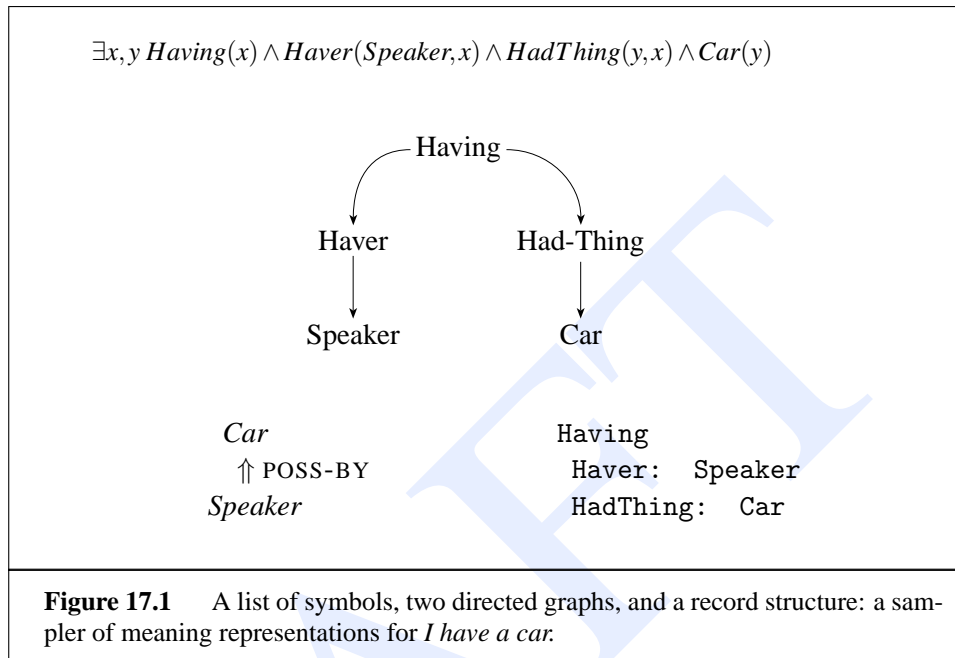 ∃x,y Having(x) ∧ Haver(Speaker,x) ∧ HadThing(y,x) ∧ Car(y)
Having
Haver Had-Thing
Speaker Car
Car Having
⇑ POSS-BY Haver: Speaker
Speaker HadThing: Car
Figure 17.1 A list of symbols, two directed graphs, and a record structure: a sam-
pler of meaning representations for I have a car.